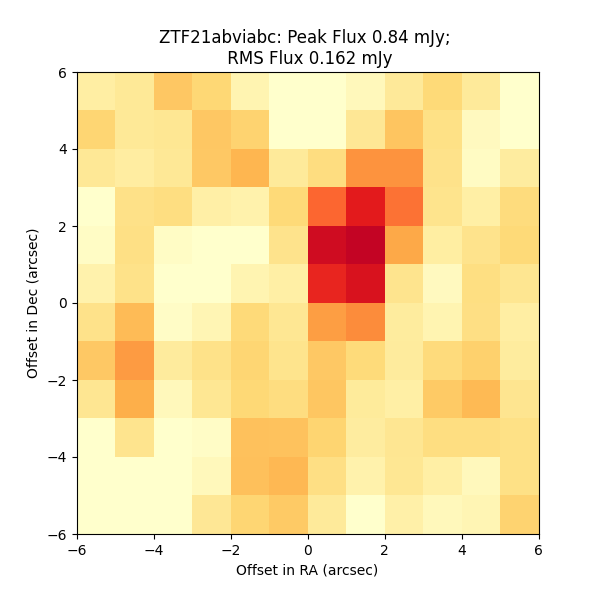 ZTF21abviabc: Peak Flux 0.84 mJy;
RMS Flux 0.162 mJy
6
4
2
0
−2
−4
−6
Offset in Dec (arcsec)
−6 −4 −2 0 2 4 6
Offset in RA (arcsec)